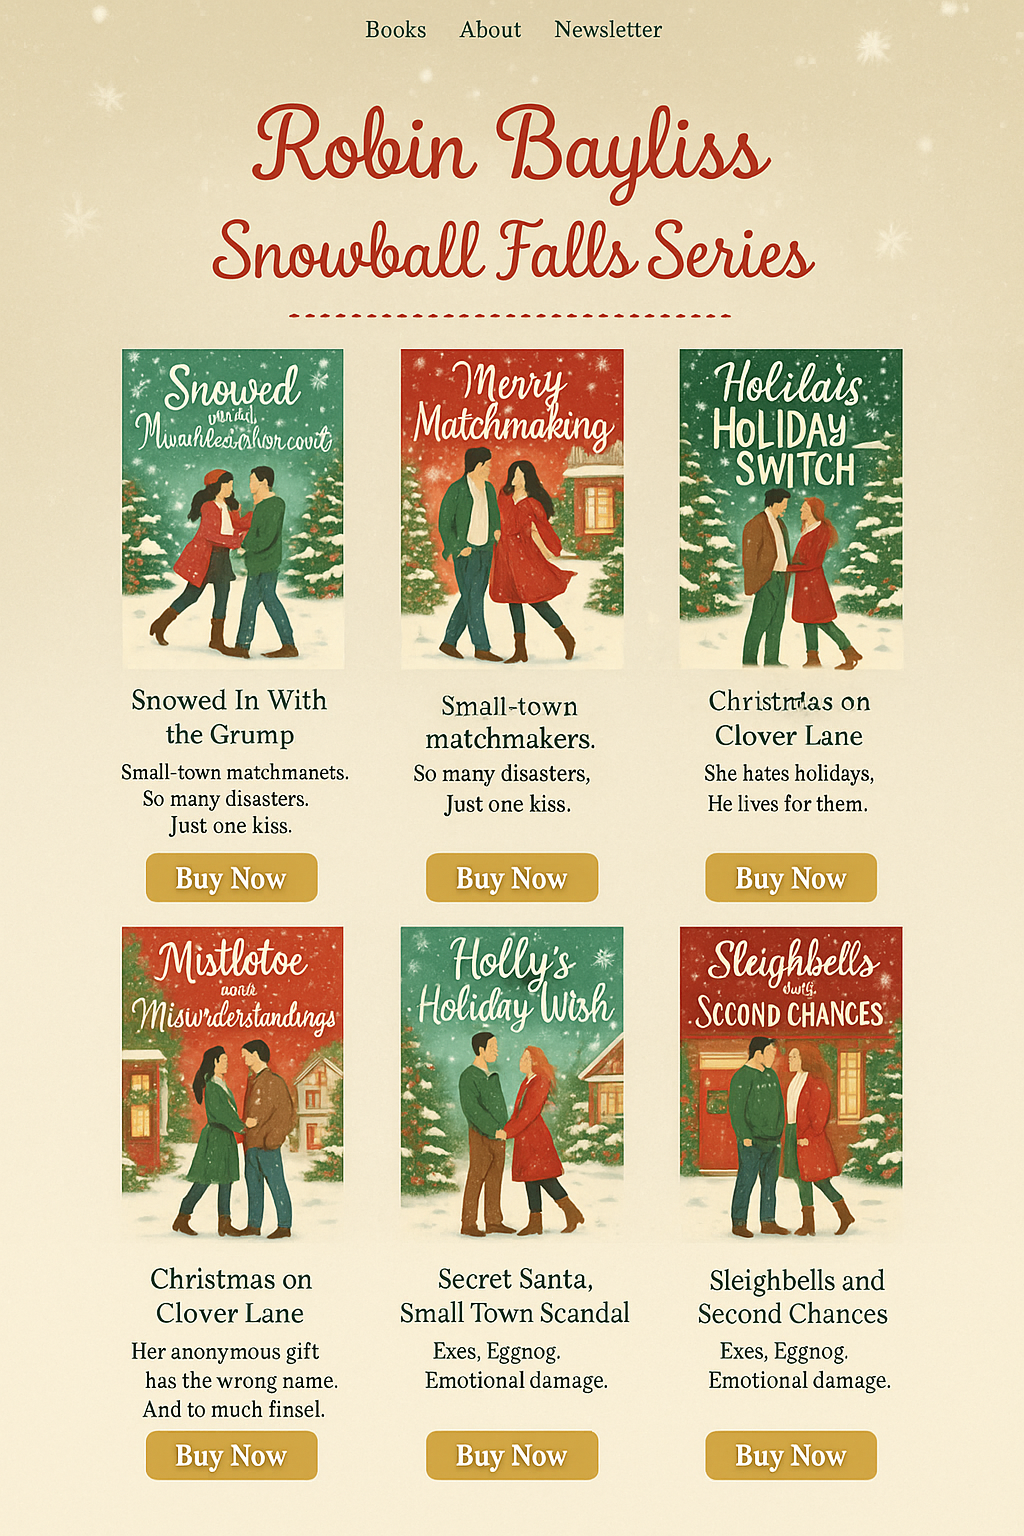 Books About Newsletter
Robin Bayliss
Snowball Falls Series
Snowed
Merry
Matchmaking
Holilais
HOLIDAY
SWITCH
Snowed In With
the Grump
Small-town matchmanets.
So many disasters.
Just one kiss.
Buy Now
Small-town
matchmakers.
So many disasters,
Just one kiss.
Buy Now
Christmas on
Clover Lane
She hates holidays,
He lives for them.
Buy Now
Mistlotoe
Holly's
Holiday Wish
Sleighbells
SCCOND CHANCES
Christmas on
Clover Lane
Her anonymous gift
has the wrong name.
And to much finsel.
Buy Now
Secret Santa,
Small Town Scandal
Exes, Eggnog.
Emotional damage.
Buy Now
Sleighbells and
Second Chances
Exes, Eggnog.
Emotional damage.
Buy Now